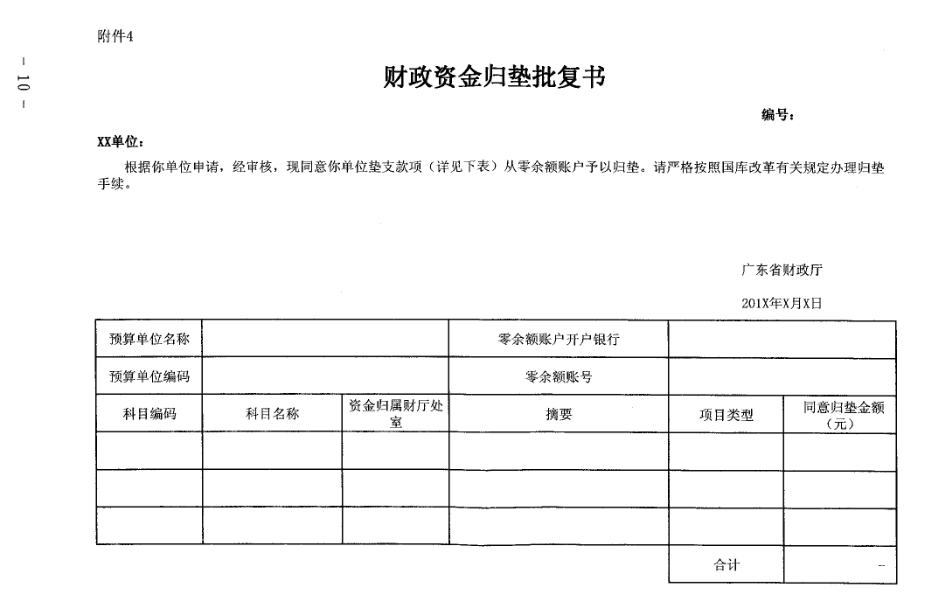 附件4
- 10 -
财政资金归垫批复书
编号：
XX单位：
根据你单位申请，经审核，现同意你单位垫支款项（详见下表）从零余额账户予以归垫。请严格按照国库改革有关规定办理归垫
手续。
广东省财政厅
201X年X月X日
预算单位名称 零余额账户开户银行
预算单位编码 零余额账号
科目编码 科目名称 资金归属财厅处 摘要 项目类型 同意归垫金额
室 （元）
合计 -